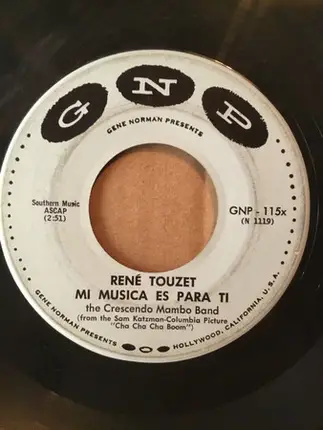 GNP
GENE NORMAN PRESENTS
Southern Music
ASCAP
(2:51)
GNP - 115x
(N 1119)
RENÉ TOUZET
MI MUSICA ES PARA TI
the Crescendo Mambo Band
(from the Sam Katzman-Columbia Picture
"Cha Cha Cha Boom")
GENE NORMAN PRESENTS • HOLLYWOOD, CALIFORNIA, U.S.A.